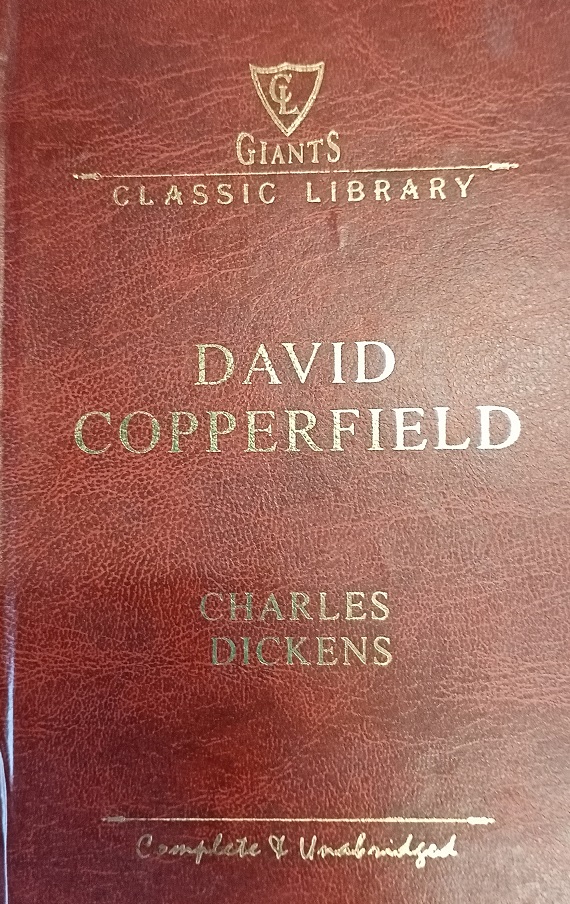 CL
GIANTS
CLASSIC LIBRARY
DAVID
COPPERFIELD
CHARLES
DICKENS
Complete & Unabridged